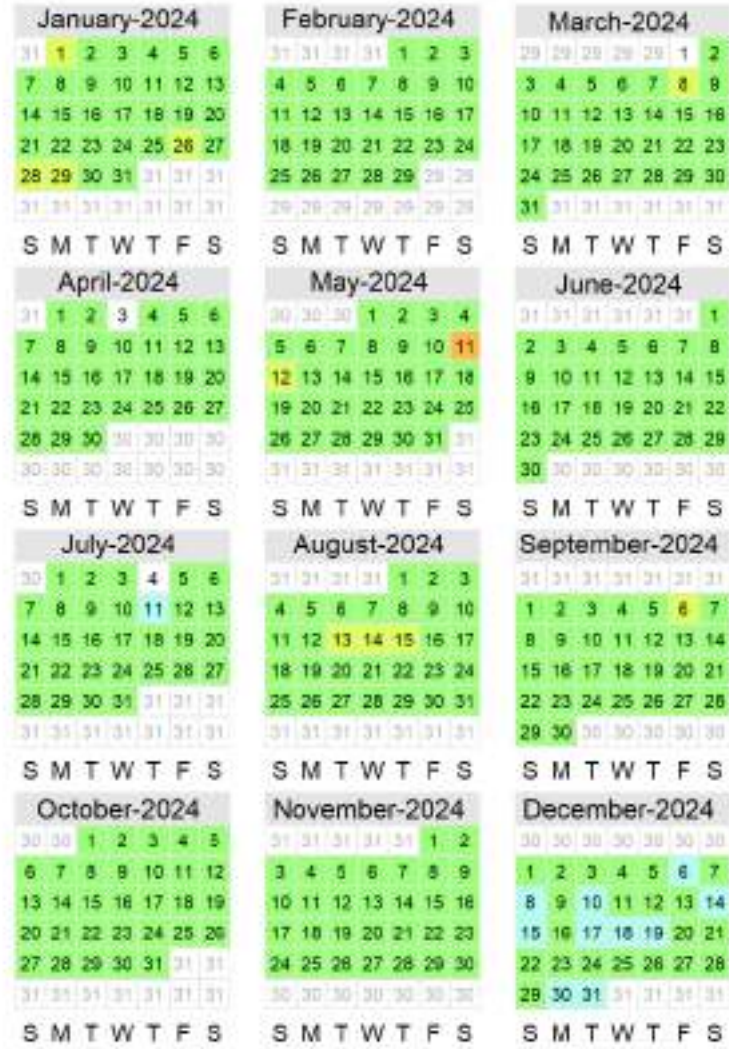 January-2024
31 1 2 3 4 5 6
7 8 9 10 11 12 13
14 15 16 17 18 19 20
21 22 23 24 25 26 27
28 29 30 31 31 31 31
31 31 31 31 31 31 31
S M T W T F S
February-2024
31 31 31 31 1 2 3
4 5 6 7 8 9 10
11 12 13 14 15 16 17
18 19 20 21 22 23 24
25 26 27 28 29 29 29
29 29 29 29 29 29 29
S M T W T F S
March-2024
29 29 29 29 29 1 2
3 4 5 6 7 8 9
10 11 12 13 14 15 16
17 18 19 20 21 22 23
24 25 26 27 28 29 30
31 31 31 31 31 31 31
S M T W T F S
April-2024
31 1 2 3 4 5 6
7 8 9 10 11 12 13
14 15 16 17 18 19 20
21 22 23 24 25 26 27
28 29 30 30 30 30 30
30 30 30 30 30 30 30
S M T W T F S
May-2024
30 30 30 1 2 3 4
5 6 7 8 9 10 11
12 13 14 15 16 17 18
19 20 21 22 23 24 25
26 27 28 29 30 31 31
31 31 31 31 31 31 31
S M T W T F S
June-2024
31 31 31 31 31 31 1
2 3 4 5 6 7 8
9 10 11 12 13 14 15
16 17 18 19 20 21 22
23 24 25 26 27 28 29
30 30 30 30 30 30 30
S M T W T F S
July-2024
30 1 2 3 4 5 6
7 8 9 10 11 12 13
14 15 16 17 18 19 20
21 22 23 24 25 26 27
28 29 30 31 31 31 31
31 31 31 31 31 31 31
S M T W T F S
August-2024
31 31 31 31 1 2 3
4 5 6 7 8 9 10
11 12 13 14 15 16 17
18 19 20 21 22 23 24
25 26 27 28 29 30 31
31 31 31 31 31 31 31
S M T W T F S
September-2024
31 31 31 31 31 31 31
1 2 3 4 5 6 7
8 9 10 11 12 13 14
15 16 17 18 19 20 21
22 23 24 25 26 27 28
29 30 30 30 30 30 30
S M T W T F S
October-2024
30 30 1 2 3 4 5
6 7 8 9 10 11 12
13 14 15 16 17 18 19
20 21 22 23 24 25 26
27 28 29 30 31 31 31
31 31 31 31 31 31 31
S M T W T F S
November-2024
31 31 31 31 31 1 2
3 4 5 6 7 8 9
10 11 12 13 14 15 16
17 18 19 20 21 22 23
24 25 26 27 28 29 30
30 30 30 30 30 30 30
S M T W T F S
December-2024
30 30 30 30 30 30 30
1 2 3 4 5 6 7
8 9 10 11 12 13 14
15 16 17 18 19 20 21
22 23 24 25 26 27 28
29 30 31 31 31 31 31
S M T W T F S